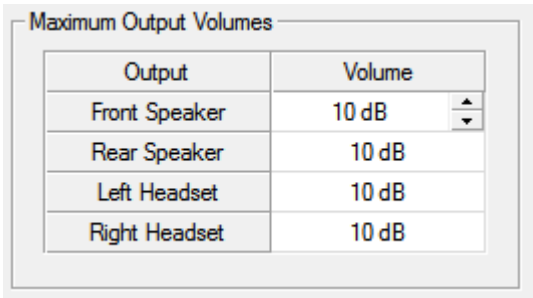 Maximum Output Volumes
Output Volume
Front Speaker 10 dB
Rear Speaker 10 dB
Left Headset 10 dB
Right Headset 10 dB